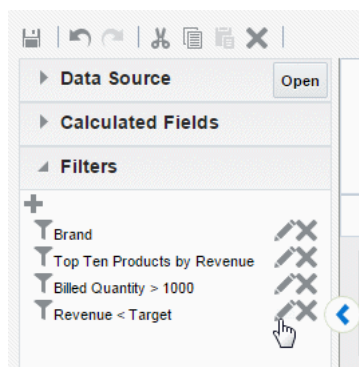 Data Source
Open
Calculated Fields
Filters
Brand
Top Ten Products by Revenue
Billed Quantity > 1000
Revenue < Target